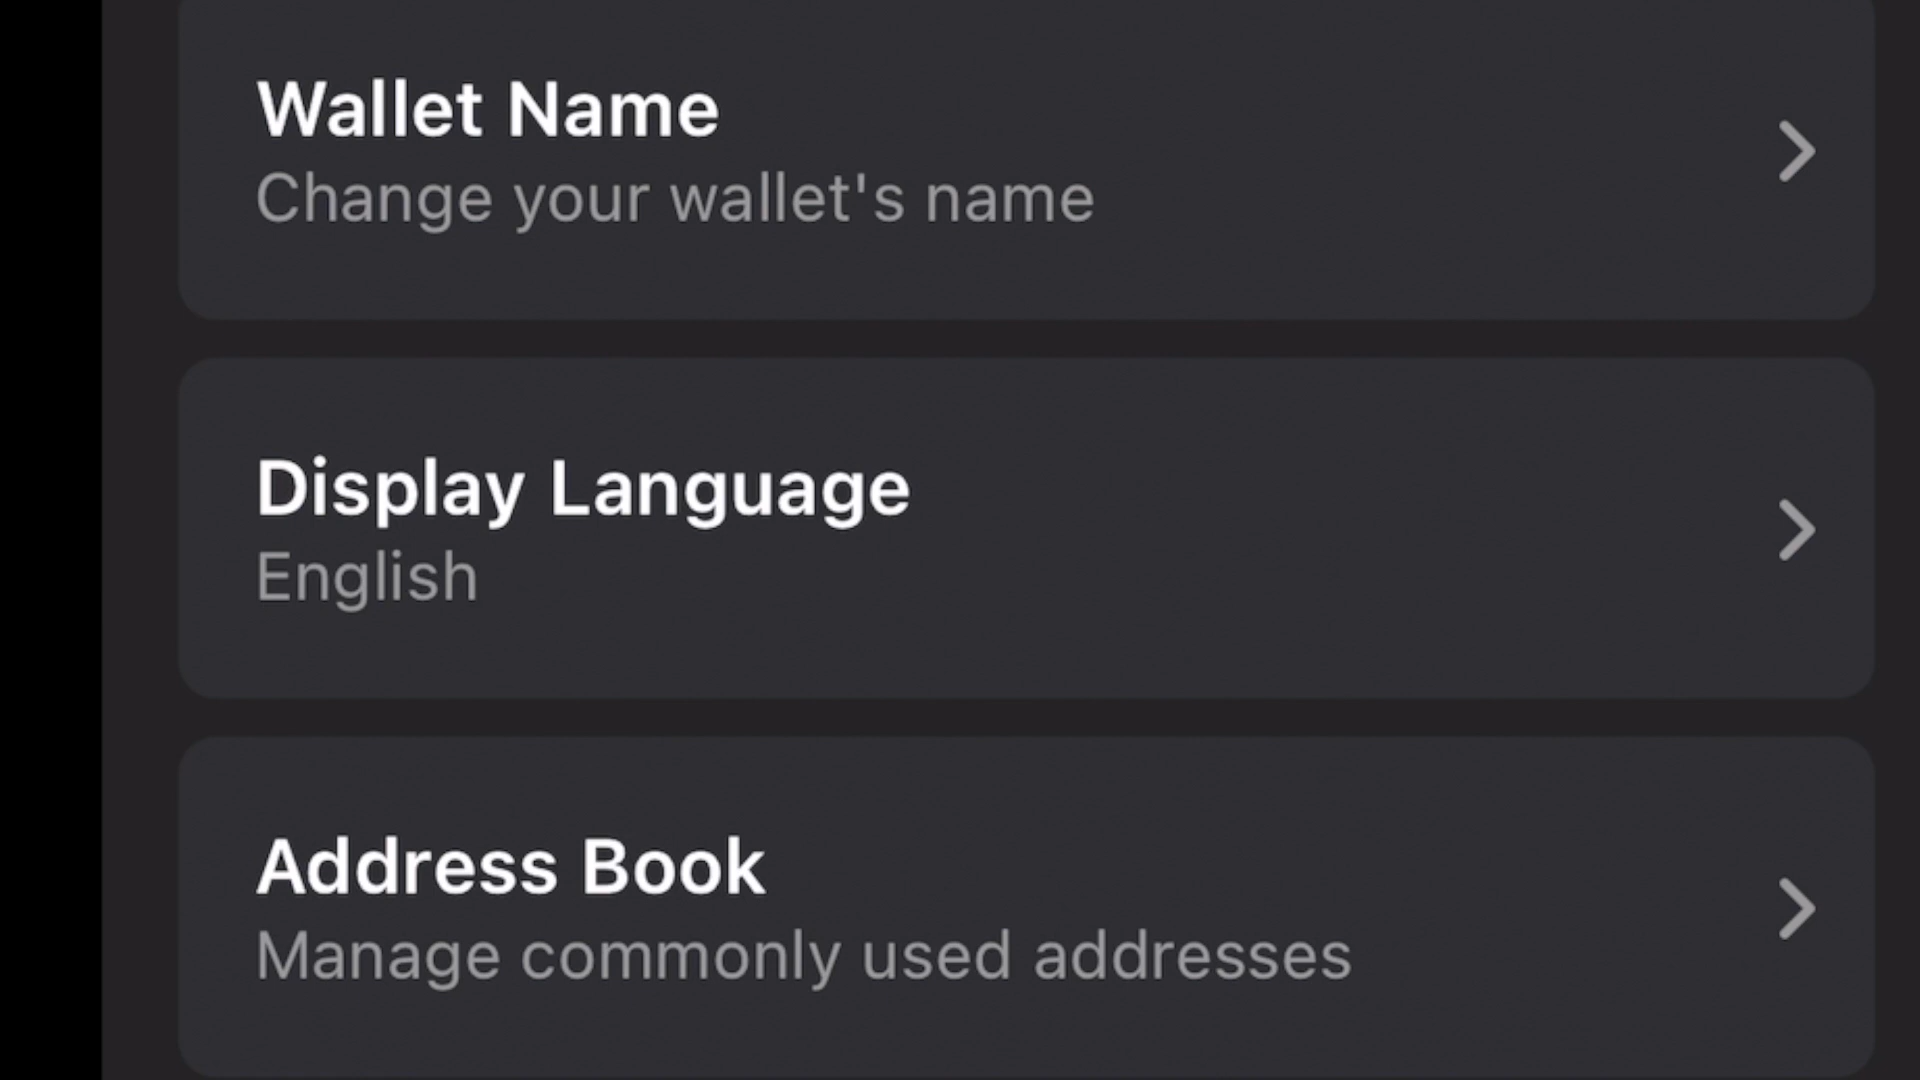 Wallet Name
Change your wallet's name
Display Language
English
Address Book
Manage commonly used addresses